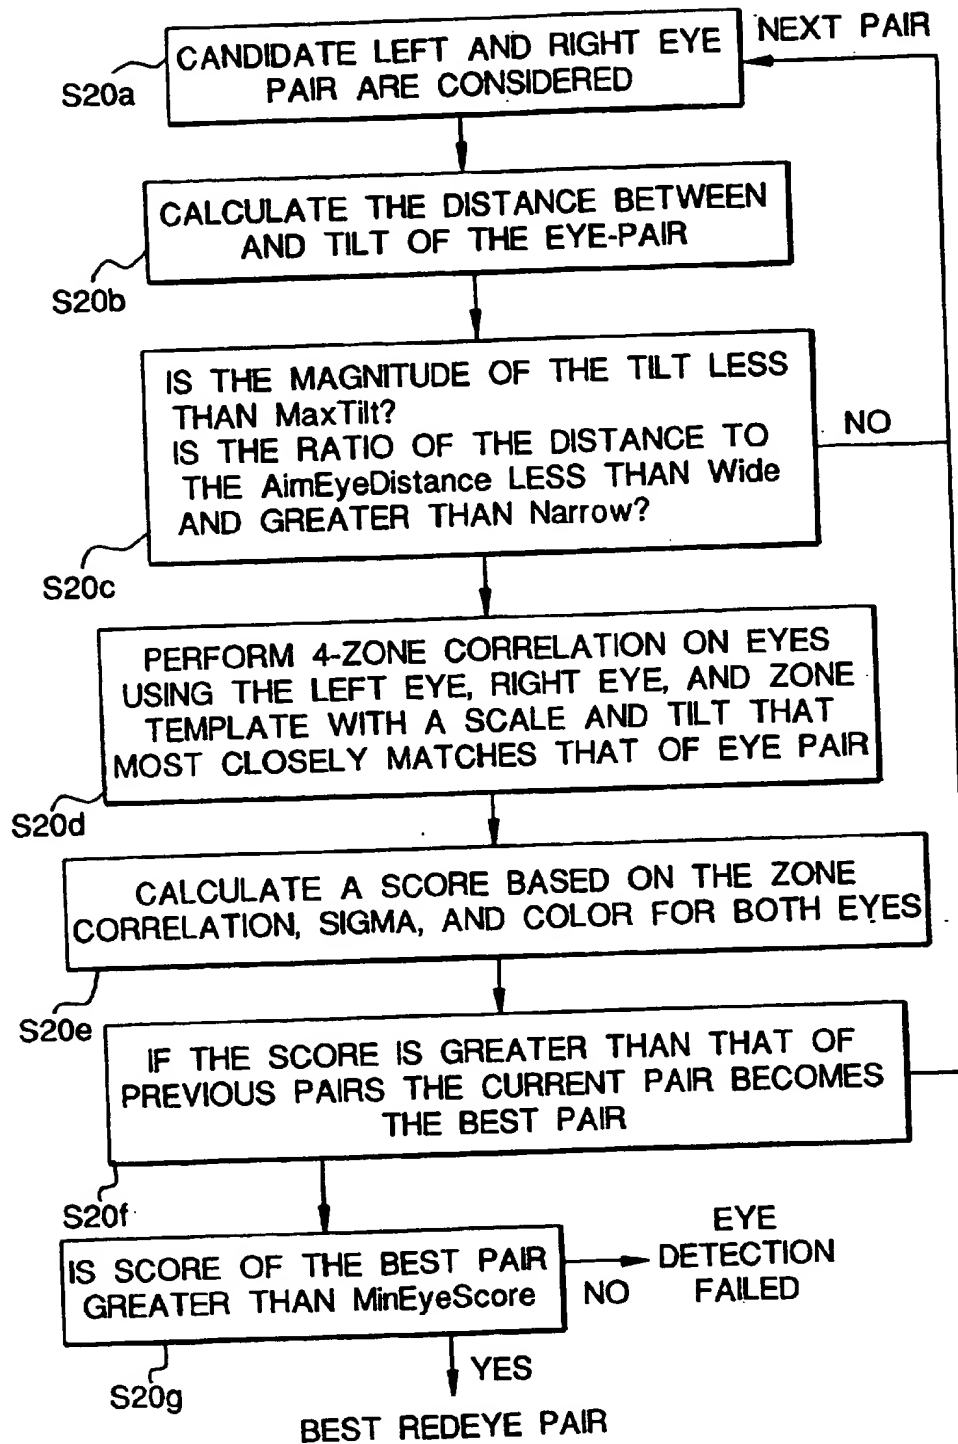 CANDIDATE LEFT AND RIGHT EYE
PAIR ARE CONSIDERED
NEXT PAIR
S20a
CALCULATE THE DISTANCE BETWEEN
AND TILT OF THE EYE-PAIR
S20b
IS THE MAGNITUDE OF THE TILT LESS
THAN MaxTilt?
IS THE RATIO OF THE DISTANCE TO
THE AimEyeDistance LESS THAN Wide
AND GREATER THAN Narrow?
NO
S20c
PERFORM 4-ZONE CORRELATION ON EYES
USING THE LEFT EYE, RIGHT EYE, AND ZONE
TEMPLATE WITH A SCALE AND TILT THAT
MOST CLOSELY MATCHES THAT OF EYE PAIR
S20d
CALCULATE A SCORE BASED ON THE ZONE
CORRELATION, SIGMA, AND COLOR FOR BOTH EYES
S20e
IF THE SCORE IS GREATER THAN THAT OF
PREVIOUS PAIRS THE CURRENT PAIR BECOMES
THE BEST PAIR
S20f
IS SCORE OF THE BEST PAIR
GREATER THAN MinEyeScore
NO
EYE
DETECTION
FAILED
S20g
YES
BEST REDEYE PAIR